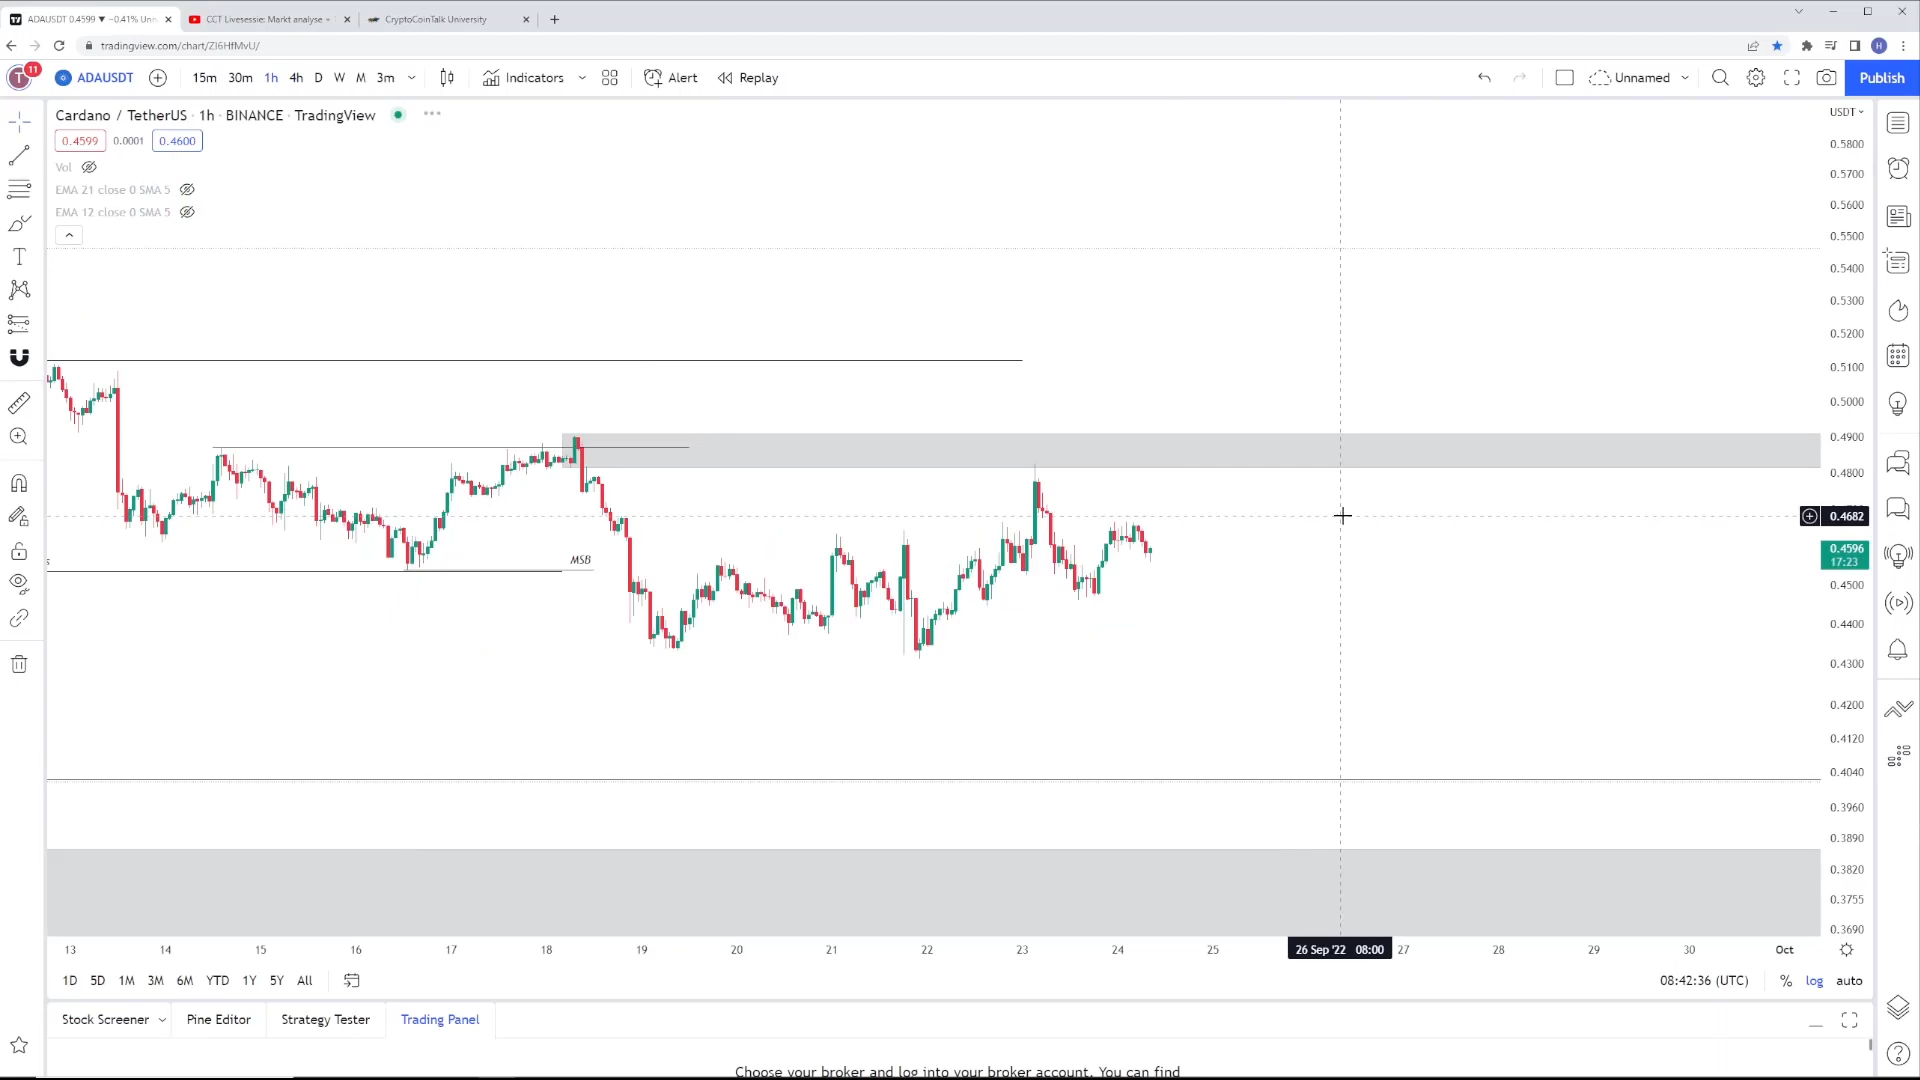 ADAUSDT 0.4599 ▼ −0.41% Unn
CCT Livesessie: Markt analyse +
CryptoCoinTalk University
tradingview.com/chart/ZI6HfMvU/
H
T 11
ADAUSDT 15m 30m 1h 4h D W M 3m Indicators Alert Replay Unnamed Publish
Cardano / TetherUS · 1h · BINANCE · TradingView
USDT
0.4599 0.0001 0.4600
Vol
EMA 21 close 0 SMA 5
EMA 12 close 0 SMA 5
0.5800
0.5700
0.5600
0.5500
0.5400
0.5300
0.5200
0.5100
0.5000
0.4900
0.4800
0.4682
0.4596
17:23
MSB
s
0.4500
0.4400
0.4300
0.4200
0.4120
0.4040
0.3960
0.3890
0.3820
0.3755
0.3690
13 14 15 16 17 18 19 20 21 22 23 24 25 26 Sep '22 08:00 27 28 29 30 Oct
1D 5D 1M 3M 6M YTD 1Y 5Y All 08:42:36 (UTC) % log auto
Stock Screener Pine Editor Strategy Tester Trading Panel
Choose your broker and log into your broker account. You can find